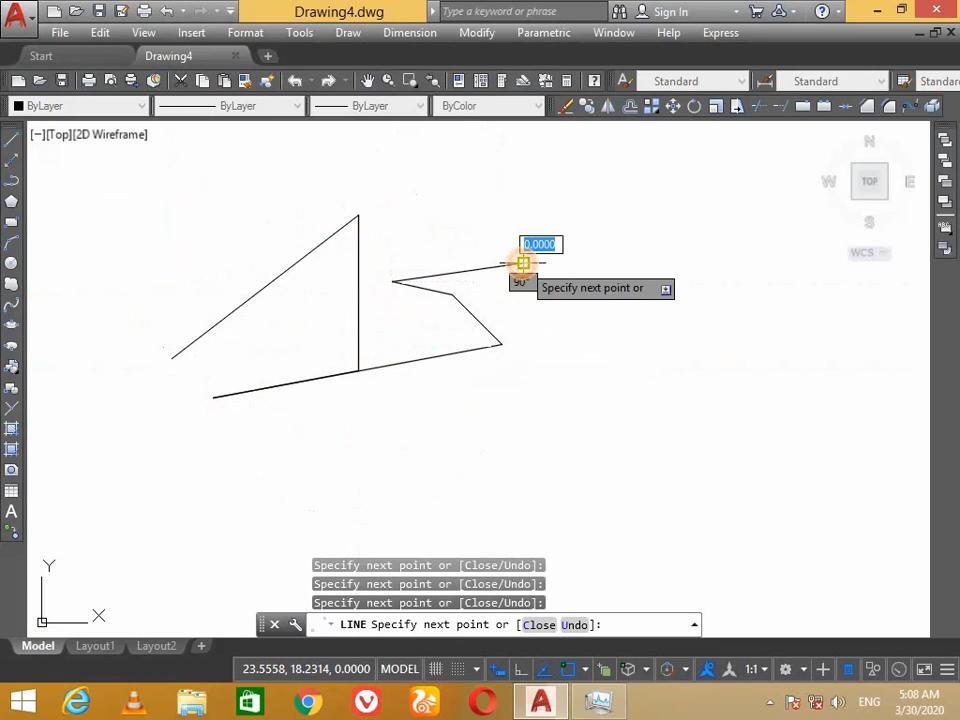 Drawing4.dwg
Type a keyword or phrase
Sign In
File Edit View Insert Format Tools Draw Dimension Modify Parametric Window Help Express
Start Drawing4
Standard Standard Standard
ByLayer ByLayer ByLayer ByColor
[−][Top][2D Wireframe]
N
W TOP E
S
WCS
0.0000
90°
Specify next point or
Y
X
Specify next point or [Close/Undo]:
Specify next point or [Close/Undo]:
Specify next point or [Close/Undo]:
LINE Specify next point or [Close Undo]:
Model Layout1 Layout2
23.5558, 18.2314, 0.0000 MODEL 1:1
ENG
5:08 AM
3/30/2020